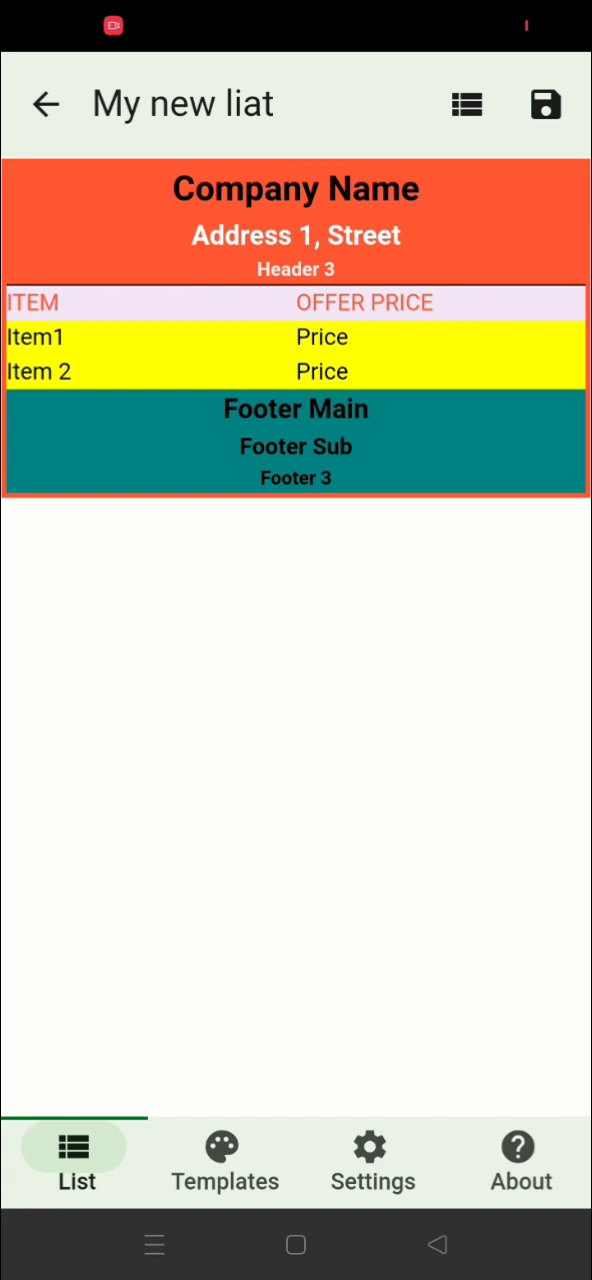 My new liat
Company Name
Address 1, Street
Header 3
ITEM OFFER PRICE
Item1 Price
Item 2 Price
Footer Main
Footer Sub
Footer 3
List Templates Settings About